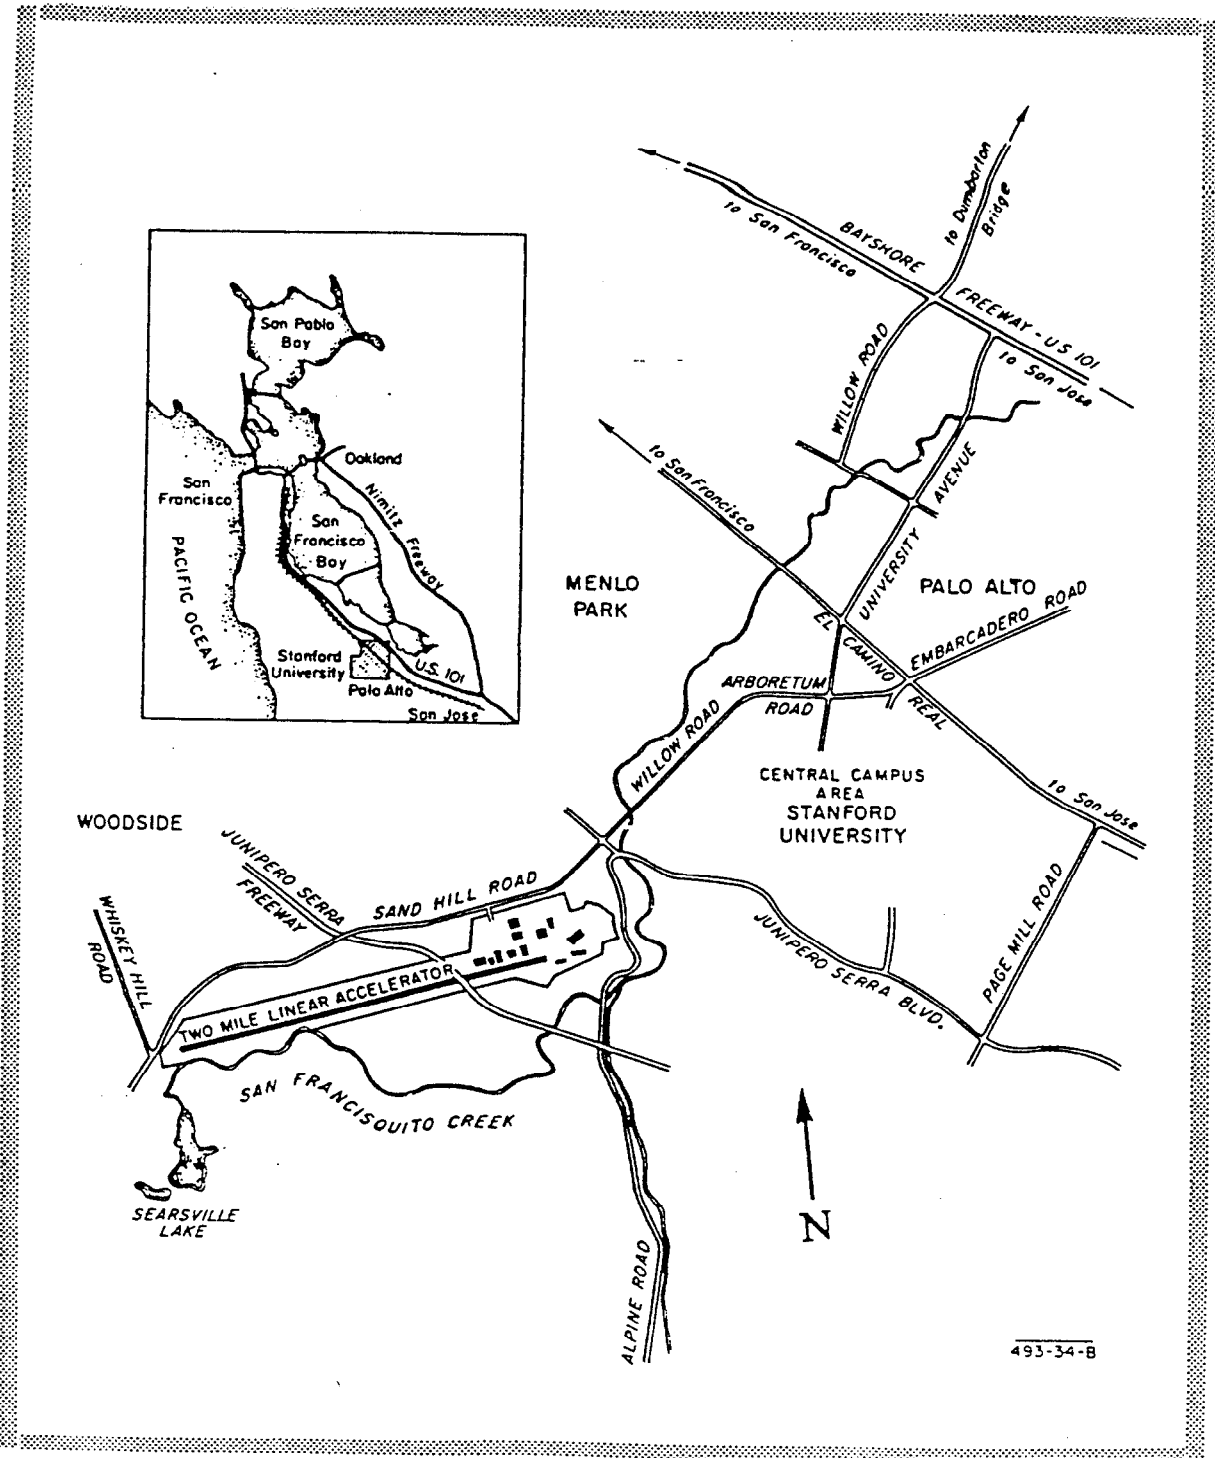 to Dumbarton
Bridge
to San Francisco
BAYSHORE
FREEWAY - US 101
to San Jose
WILLOW ROAD
San Pablo
Bay
Oakland
Nimitz Freeway
San
Francisco
San
Francisco
Bay
PACIFIC OCEAN
Stanford
University
Palo Alto
U.S. 101
San Jose
to San Francisco
UNIVERSITY AVENUE
MENLO
PARK
PALO ALTO
EL CAMINO REAL
EMBARCADERO ROAD
ARBORETUM
ROAD
WILLOW ROAD
CENTRAL CAMPUS
AREA
STANFORD
UNIVERSITY
to San Jose
WOODSIDE
JUNIPERO SERRA
FREEWAY
SAND HILL ROAD
WHISKEY HILL
ROAD
TWO MILE LINEAR ACCELERATOR
JUNIPERO SERRA BLVD.
PAGE MILL ROAD
SAN FRANCISQUITO CREEK
SEARSVILLE
LAKE
N
ALPINE ROAD
493-34-B